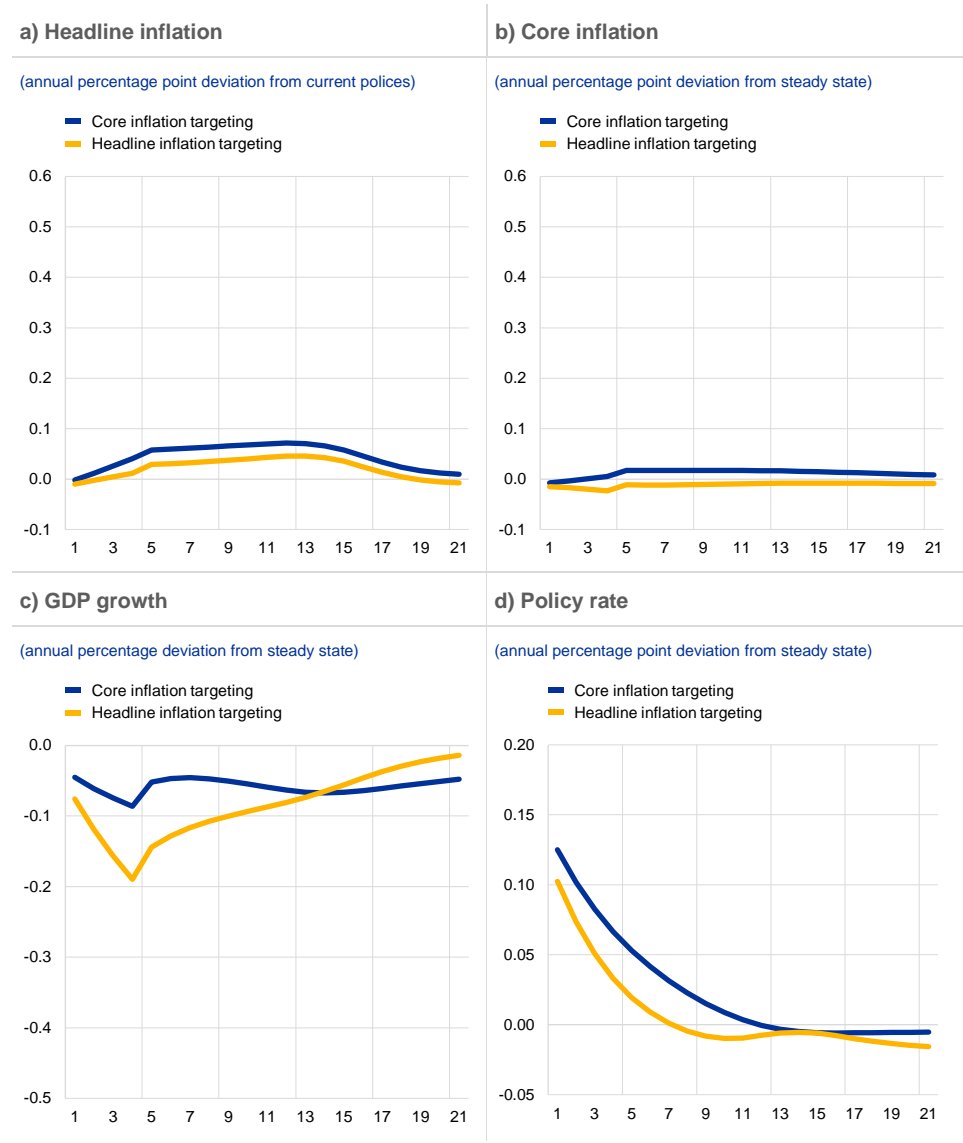 a) Headline inflation
(annual percentage point deviation from current polices)
Core inflation targeting
Headline inflation targeting
0.6
0.5
0.4
0.3
0.2
0.1
0.0
-0.1
1 3 5 7 9 11 13 15 17 19 21
b) Core inflation
(annual percentage point deviation from steady state)
Core inflation targeting
Headline inflation targeting
0.6
0.5
0.4
0.3
0.2
0.1
0.0
-0.1
1 3 5 7 9 11 13 15 17 19 21
c) GDP growth
(annual percentage deviation from steady state)
Core inflation targeting
Headline inflation targeting
0.0
-0.1
-0.2
-0.3
-0.4
-0.5
1 3 5 7 9 11 13 15 17 19 21
d) Policy rate
(annual percentage point deviation from steady state)
Core inflation targeting
Headline inflation targeting
0.20
0.15
0.10
0.05
0.00
-0.05
1 3 5 7 9 11 13 15 17 19 21